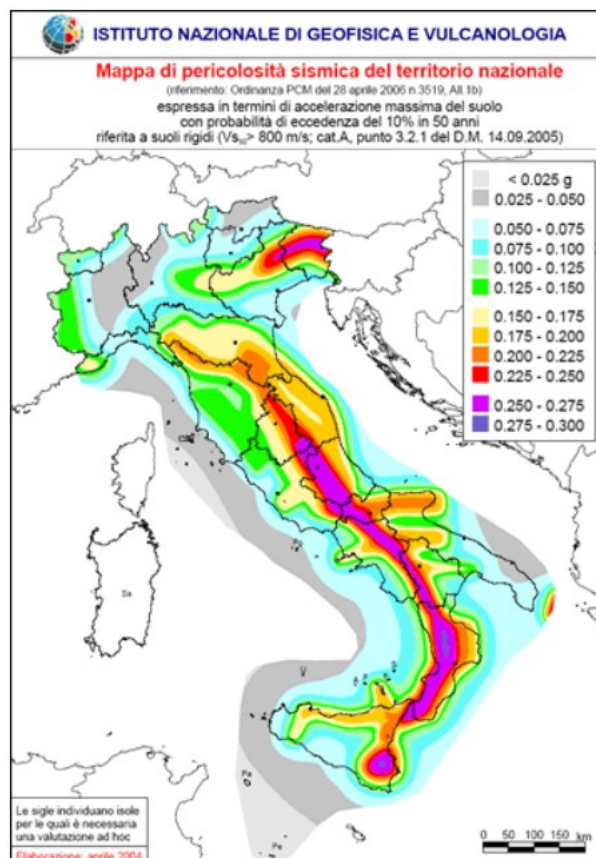 ISTITUTO NAZIONALE DI GEOFISICA E VULCANOLOGIA
Mappa di pericolosità sismica del territorio nazionale
(riferimento: Ordinanza PCM del 28 aprile 2006 n.3519, All.1b)
espressa in termini di accelerazione massima del suolo
con probabilità di eccedenza del 10% in 50 anni
riferita a suoli rigidi (Vs₃₀> 800 m/s; cat.A, punto 3.2.1 del D.M. 14.09.2005)
< 0.025 g
0.025 - 0.050
0.050 - 0.075
0.075 - 0.100
0.100 - 0.125
0.125 - 0.150
0.150 - 0.175
0.175 - 0.200
0.200 - 0.225
0.225 - 0.250
0.250 - 0.275
0.275 - 0.300
Sa
Pa
Pe
Le sigle individuano isole
per le quali è necessaria
una valutazione ad hoc
Elaborazione: aprile 2004
0 50 100 150
km